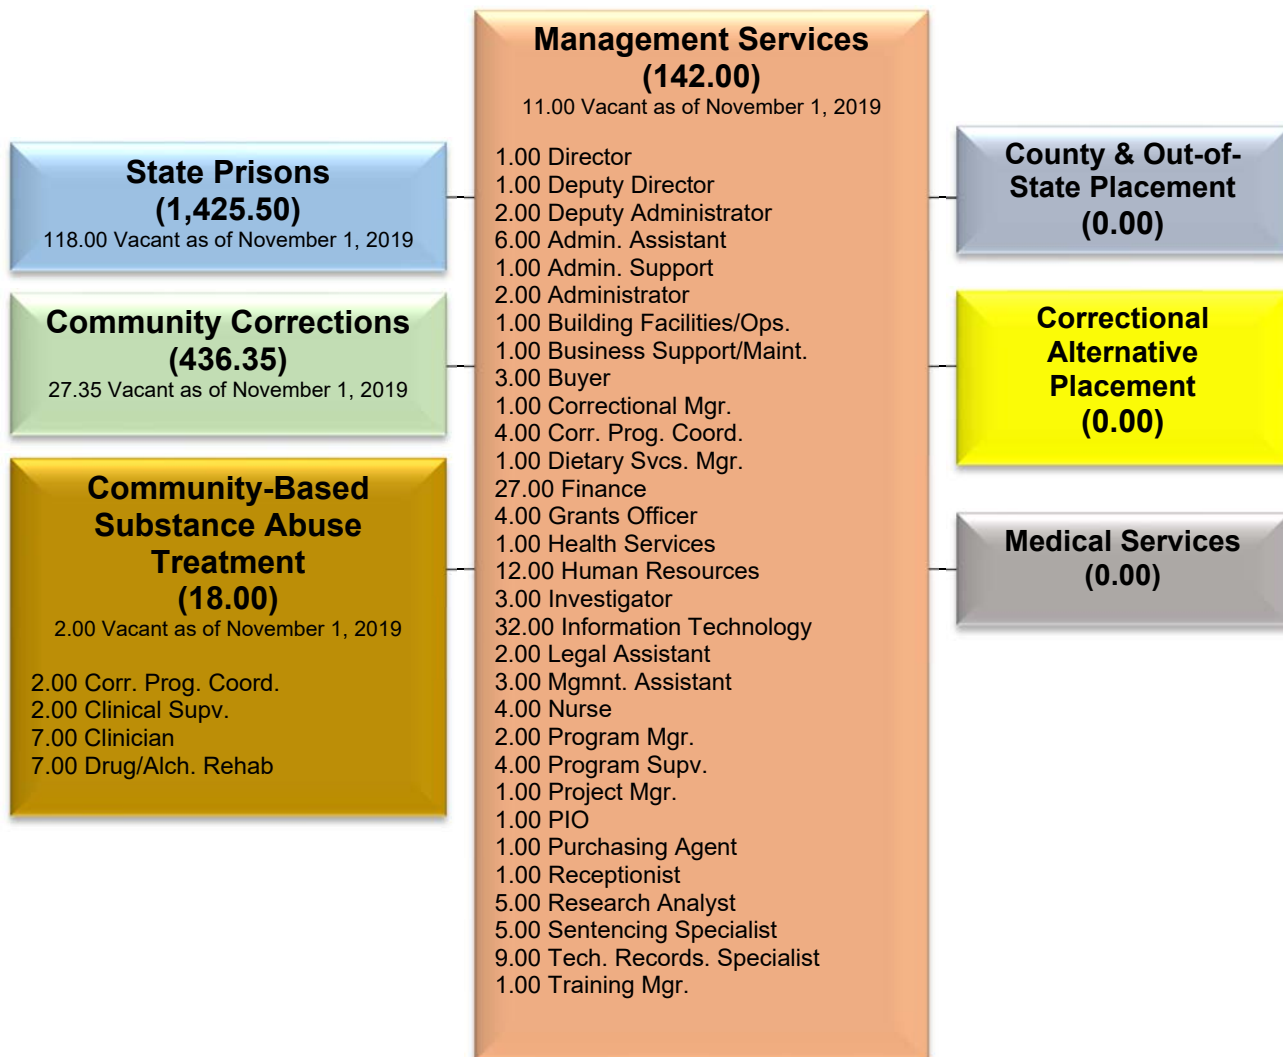 Management Services
(142.00)
11.00 Vacant as of November 1, 2019
1.00 Director
1.00 Deputy Director
2.00 Deputy Administrator
6.00 Admin. Assistant
1.00 Admin. Support
2.00 Administrator
1.00 Building Facilities/Ops.
1.00 Business Support/Maint.
3.00 Buyer
1.00 Correctional Mgr.
4.00 Corr. Prog. Coord.
1.00 Dietary Svcs. Mgr.
27.00 Finance
4.00 Grants Officer
1.00 Health Services
12.00 Human Resources
3.00 Investigator
32.00 Information Technology
2.00 Legal Assistant
3.00 Mgmnt. Assistant
4.00 Nurse
2.00 Program Mgr.
4.00 Program Supv.
1.00 Project Mgr.
1.00 PIO
1.00 Purchasing Agent
1.00 Receptionist
5.00 Research Analyst
5.00 Sentencing Specialist
9.00 Tech. Records. Specialist
1.00 Training Mgr.
State Prisons
(1,425.50)
118.00 Vacant as of November 1, 2019
Community Corrections
(436.35)
27.35 Vacant as of November 1, 2019
Community-Based
Substance Abuse
Treatment
(18.00)
2.00 Vacant as of November 1, 2019
2.00 Corr. Prog. Coord.
2.00 Clinical Supv.
7.00 Clinician
7.00 Drug/Alch. Rehab
County & Out-of-
State Placement
(0.00)
Correctional
Alternative
Placement
(0.00)
Medical Services
(0.00)